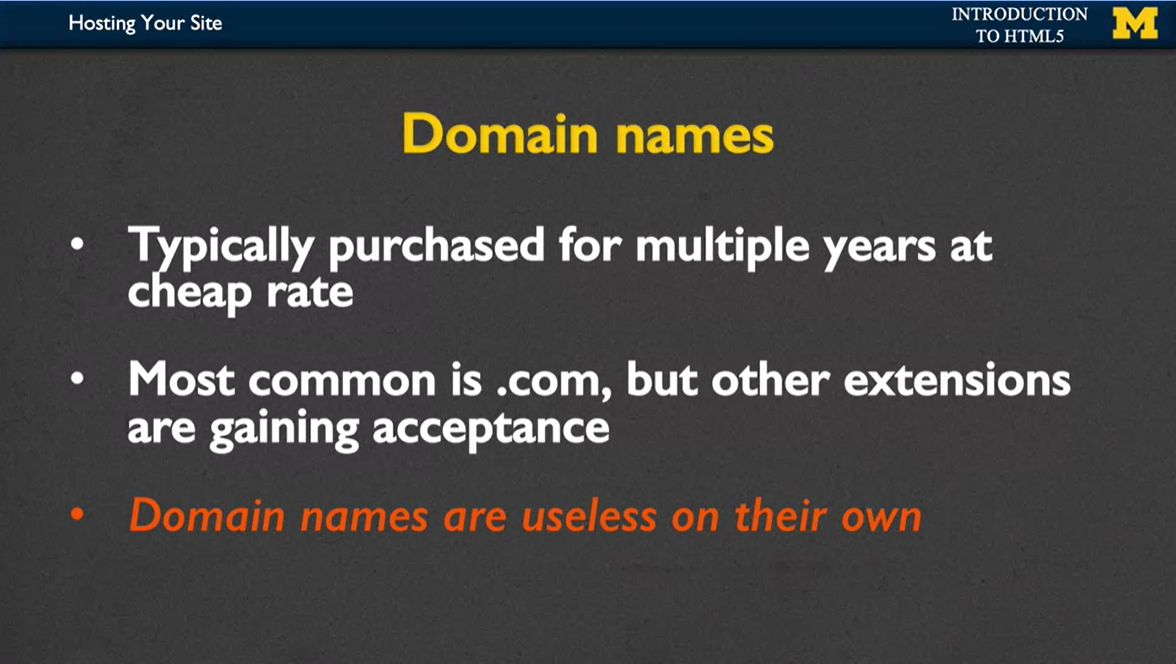 Hosting Your Site
INTRODUCTION
TO HTML5
M
Domain names
• Typically purchased for multiple years at
cheap rate
• Most common is .com, but other extensions
are gaining acceptance
• Domain names are useless on their own